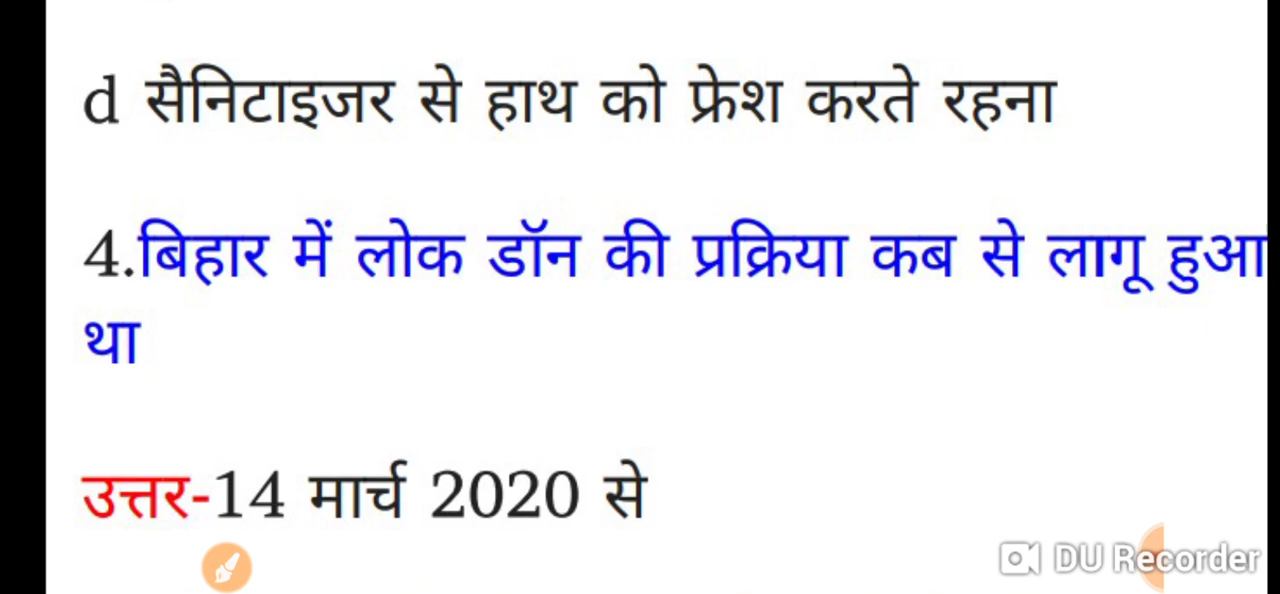 d सैनिटाइजर से हाथ को फ्रेश करते रहना
4.बिहार में लोक डॉन की प्रक्रिया कब से लागू हुआ
था
उत्तर-14 मार्च 2020 से
DU Recorder